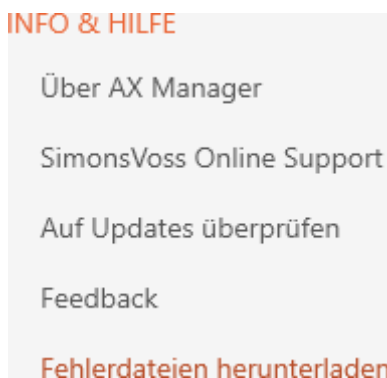 INFO & HILFE
Über AX Manager
SimonsVoss Online Support
Auf Updates überprüfen
Feedback
Fehlerdateien herunterladen